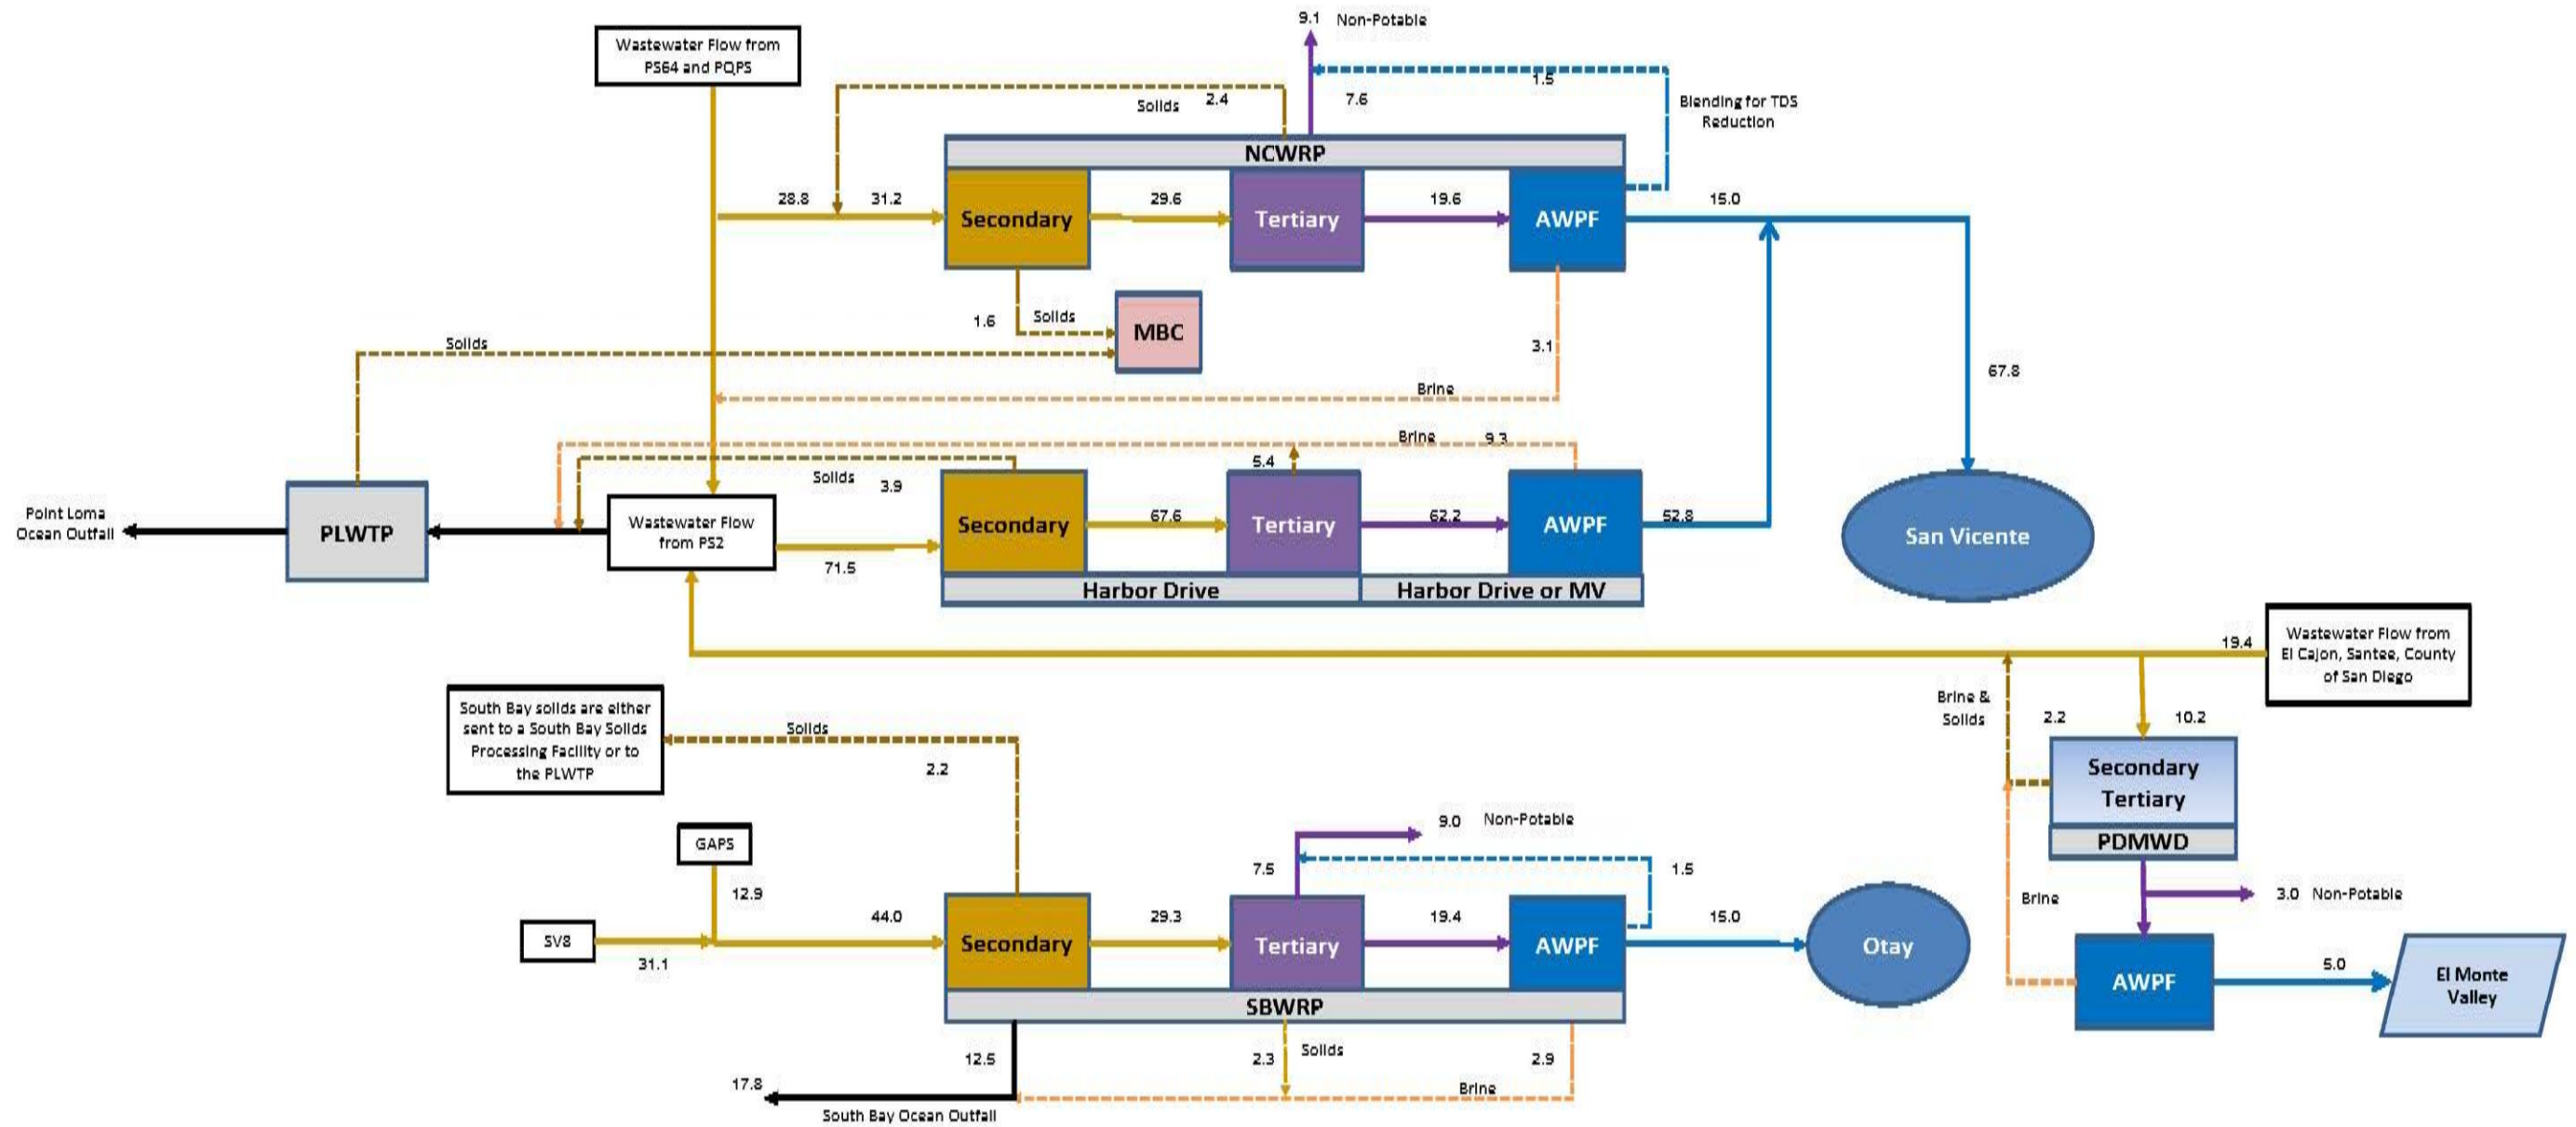 9.1 Non-Potable
Wastewater Flow from
PS64 and PQPS
1.5
Solids 2.4
7.6
Blending for TDS
Reduction
NCWRP
28.8
31.2
Secondary
29.6
Tertiary
19.6
AWPF
15.0
1.6
Solids
MBC
Solids
3.1
Brine
67.8
Brine
9.3
5.4
Solids
3.9
Point Loma
Ocean Outfall
PLWTP
Wastewater Flow
from PS2
71.5
Secondary
67.6
Tertiary
62.2
AWPF
52.8
San Vicente
Harbor Drive
Harbor Drive or MV
19.4
Wastewater Flow from
El Cajon, Santee, County
of San Diego
Brine &
Solids
2.2
10.2
South Bay solids are either
sent to a South Bay Solids
Processing Facility or to
the PLWTP
Solids
2.2
Secondary
Tertiary
PDMWD
GAPS
12.9
9.0 Non-Potable
7.5
1.5
3.0 Non-Potable
Brine
SV8
31.1
44.0
Secondary
29.3
Tertiary
19.4
AWPF
15.0
Otay
AWPF
5.0
El Monte
Valley
SBWRP
12.5
2.3
Solids
2.9
Brine
17.8
South Bay Ocean Outfall